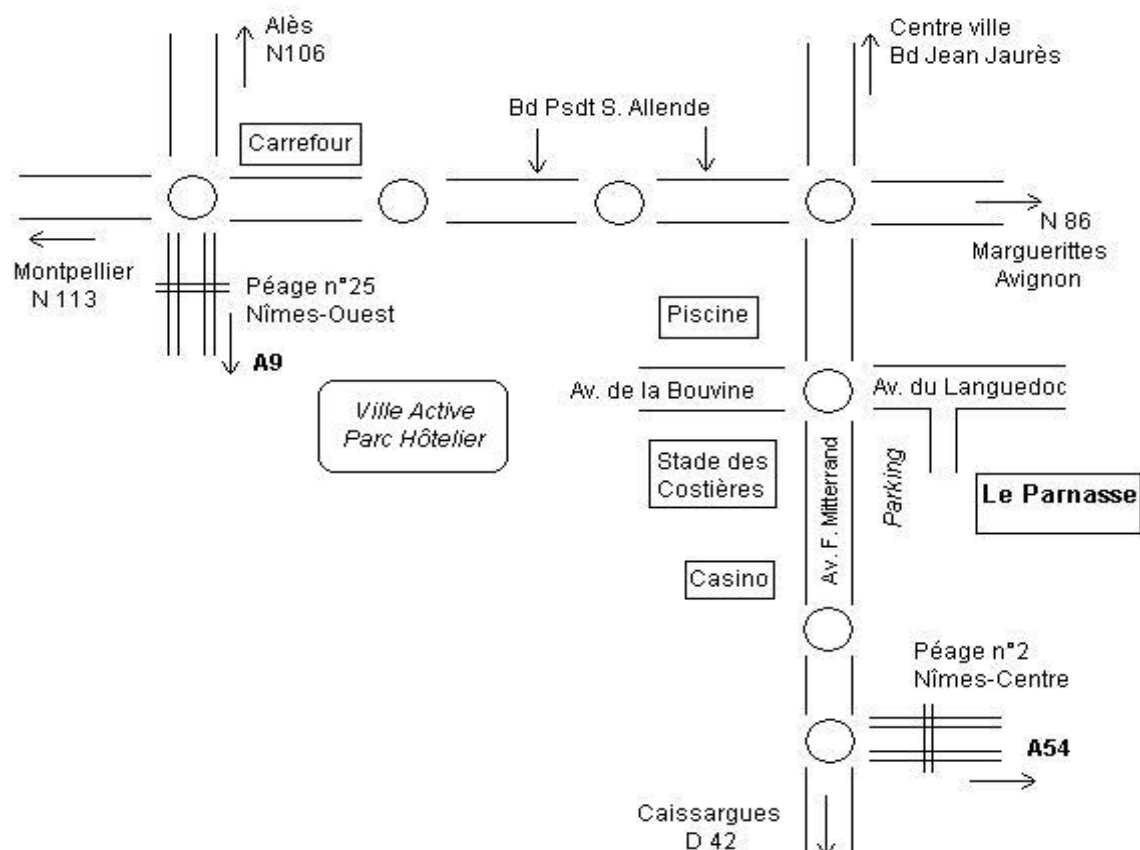 Alès
N106
Centre ville
Bd Jean Jaurès
Bd Psdt S. Allende
Carrefour
N 86
Marguerittes
Avignon
Montpellier
N 113
Péage n°25
Nîmes-Ouest
A9
Piscine
Av. de la Bouvine
Av. du Languedoc
Ville Active
Parc Hôtelier
Stade des
Costières
Av. F. Mitterrand
Parking
Le Parnasse
Casino
Péage n°2
Nîmes-Centre
A54
Caissargues
D 42